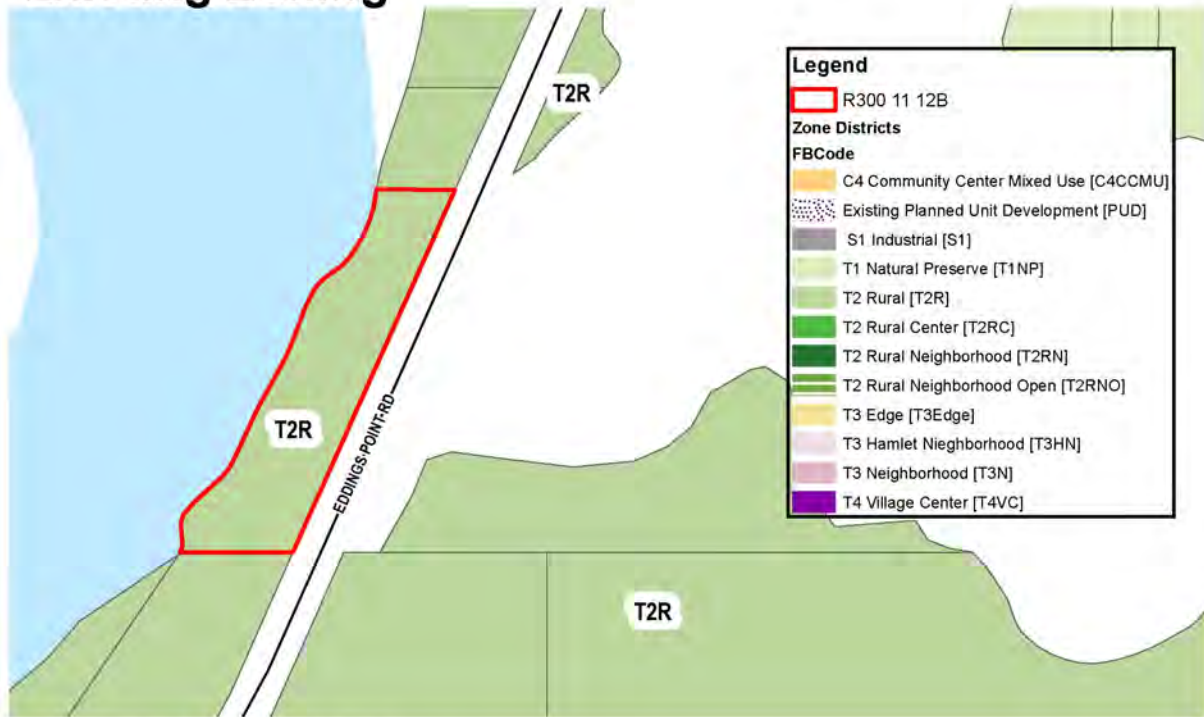 T2R
Legend
R300 11 12B
Zone Districts
FBCode
C4 Community Center Mixed Use [C4CCMU]
Existing Planned Unit Development [PUD]
S1 Industrial [S1]
T1 Natural Preserve [T1NP]
T2 Rural [T2R]
T2 Rural Center [T2RC]
T2 Rural Neighborhood [T2RN]
T2 Rural Neighborhood Open [T2RNO]
T3 Edge [T3Edge]
T3 Hamlet Nieghborhood [T3HN]
T3 Neighborhood [T3N]
T4 Village Center [T4VC]
T2R
EDDINGS POINT RD
T2R